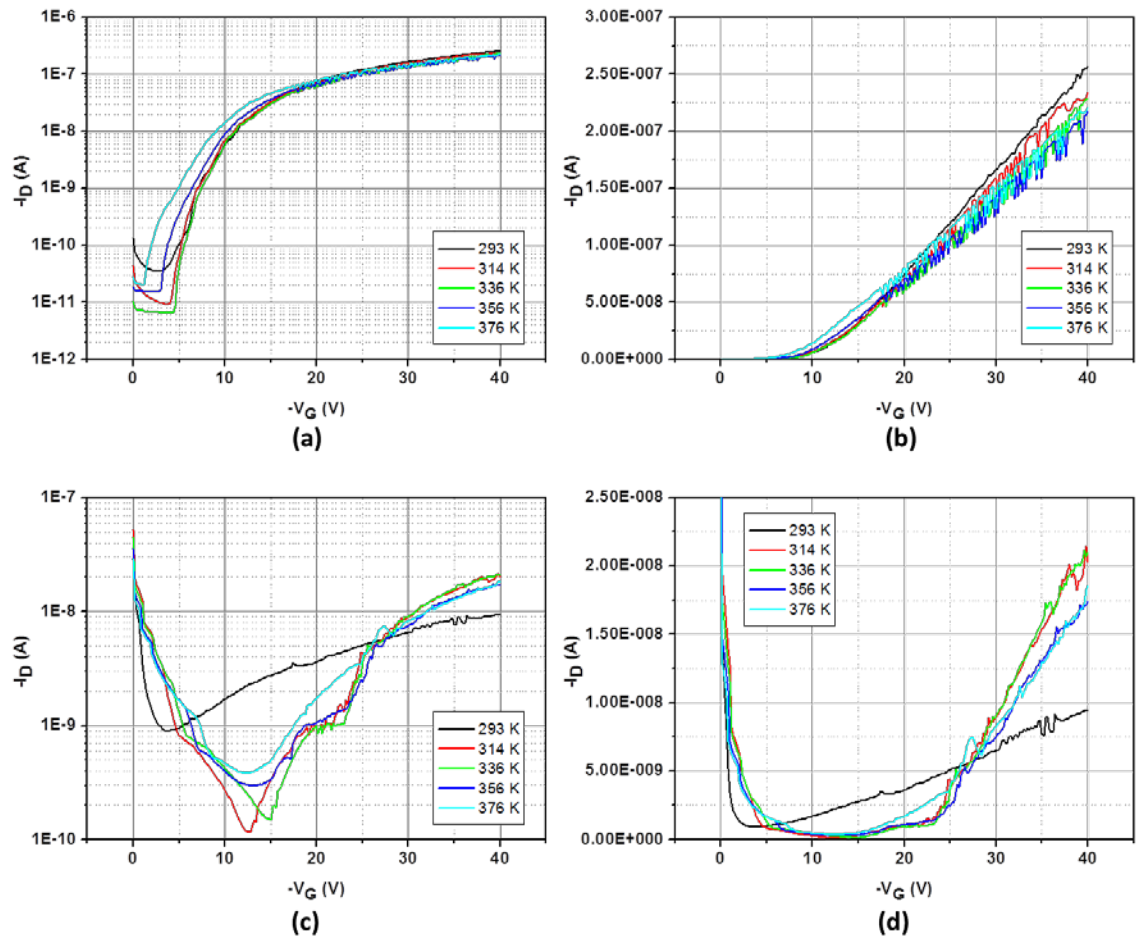 1E-6
1E-7
1E-8
1E-9
1E-10
1E-11
1E-12
-I_D (A)
293 K
314 K
336 K
356 K
376 K
0 10 20 30 40
-V_G (V)
(a)
3.00E-007
2.50E-007
2.00E-007
1.50E-007
1.00E-007
5.00E-008
0.00E+000
-I_D (A)
293 K
314 K
336 K
356 K
376 K
0 10 20 30 40
-V_G (V)
(b)
1E-7
1E-8
1E-9
1E-10
-I_D (A)
293 K
314 K
336 K
356 K
376 K
0 10 20 30 40
-V_G (V)
(c)
2.50E-008
2.00E-008
1.50E-008
1.00E-008
5.00E-009
0.00E+000
-I_D (A)
293 K
314 K
336 K
356 K
376 K
0 10 20 30 40
-V_G (V)
(d)